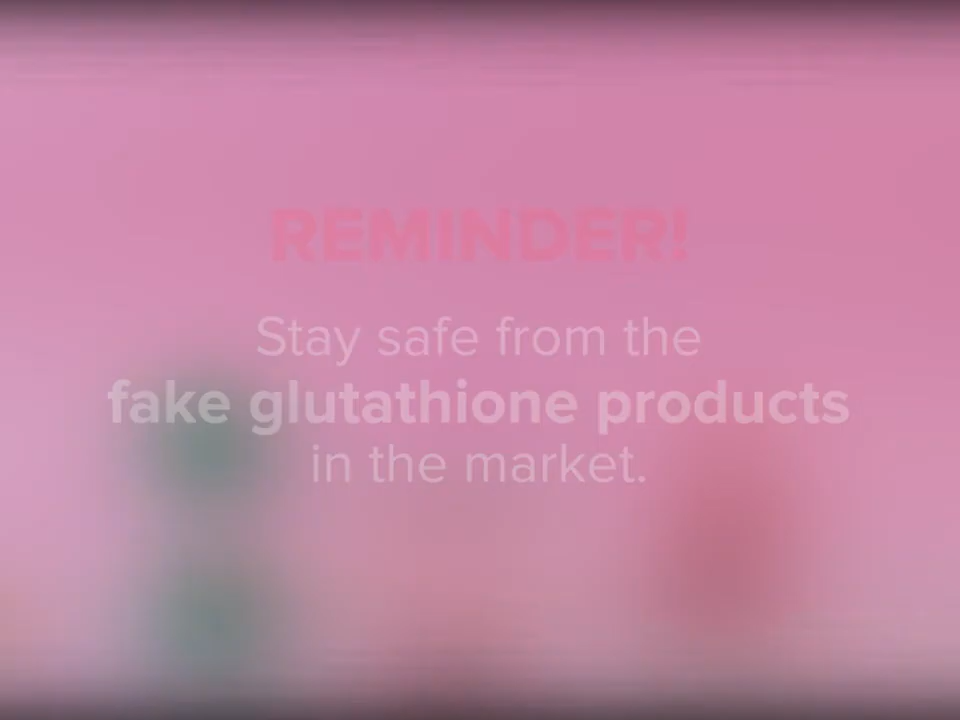 REMINDER!
Stay safe from the
fake glutathione products
in the market.